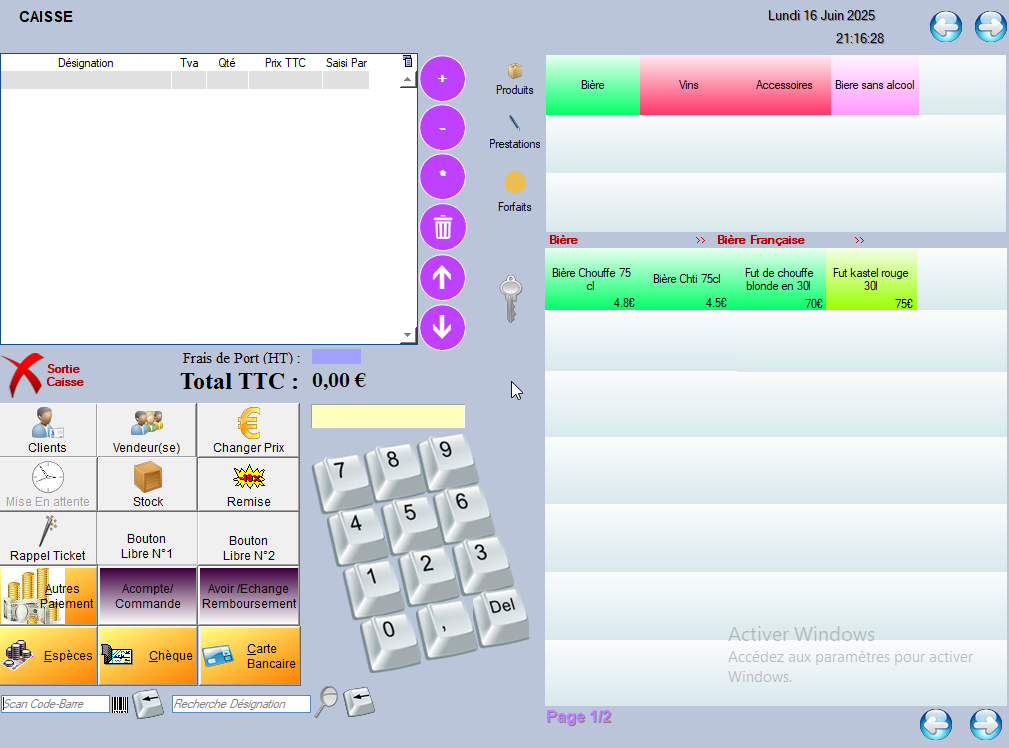 CAISSE
Lundi 16 Juin 2025
21:16:28
Désignation Tva Qté Prix TTC Saisi Par
+
-
*
Produits
Prestations
Forfaits
Bière Vins Accessoires Biere sans alcool
Bière >> Bière Française >>
Bière Chouffe 75
cl
4.8€
Bière Chti 75cl
4.5€
Fut de chouffe
blonde en 30l
70€
Fut kastel rouge
30l
75€
Sortie
Caisse
Frais de Port (HT) :
Total TTC : 0,00 €
Clients
Vendeur(se)
Changer Prix
Mise En attente
Stock
-10%
Remise
Rappel Ticket
Bouton
Libre N°1
Bouton
Libre N°2
Autres
Paiement
Acompte/
Commande
Avoir /Echange
Remboursement
Espèces
Chèque
Carte
Bancaire
7 8 9
4 5 6
1 2 3
0 , Del
Scan Code-Barre
Recherche Désignation
Activer Windows
Accédez aux paramètres pour activer
Windows.
Page 1/2